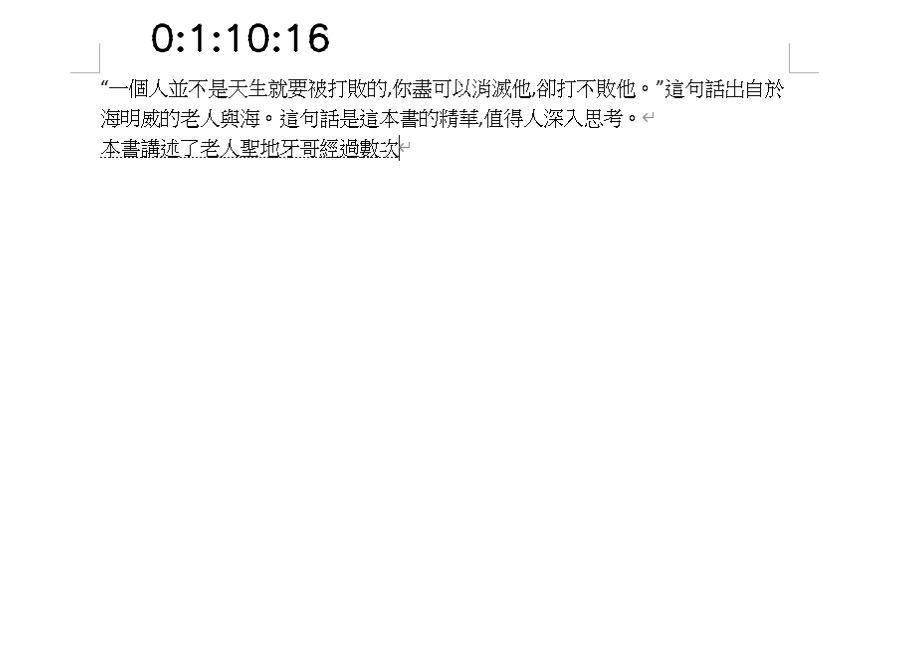 0:1:10:16
“一個人並不是天生就要被打敗的,你盡可以消滅他,卻打不敗他。”這句話出自於
海明威的老人與海。這句話是這本書的精華,值得人深入思考。
本書講述了老人聖地牙哥經過數次